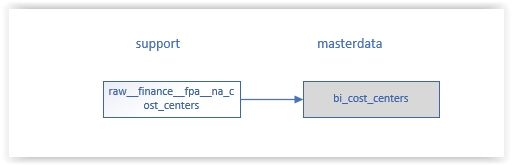 support
masterdata
raw__finance__fpa__na_c
ost_centers
bi_cost_centers